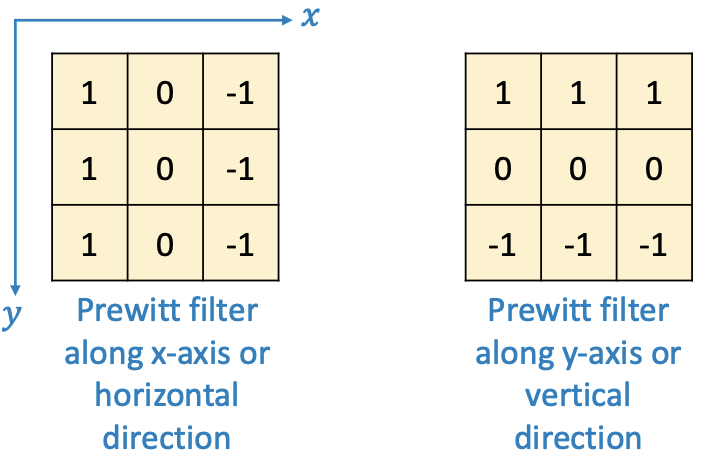 x
1 0 -1
1 0 -1
1 0 -1
y
Prewitt filter
along x-axis or
horizontal
direction
1 1 1
0 0 0
-1 -1 -1
Prewitt filter
along y-axis or
vertical
direction